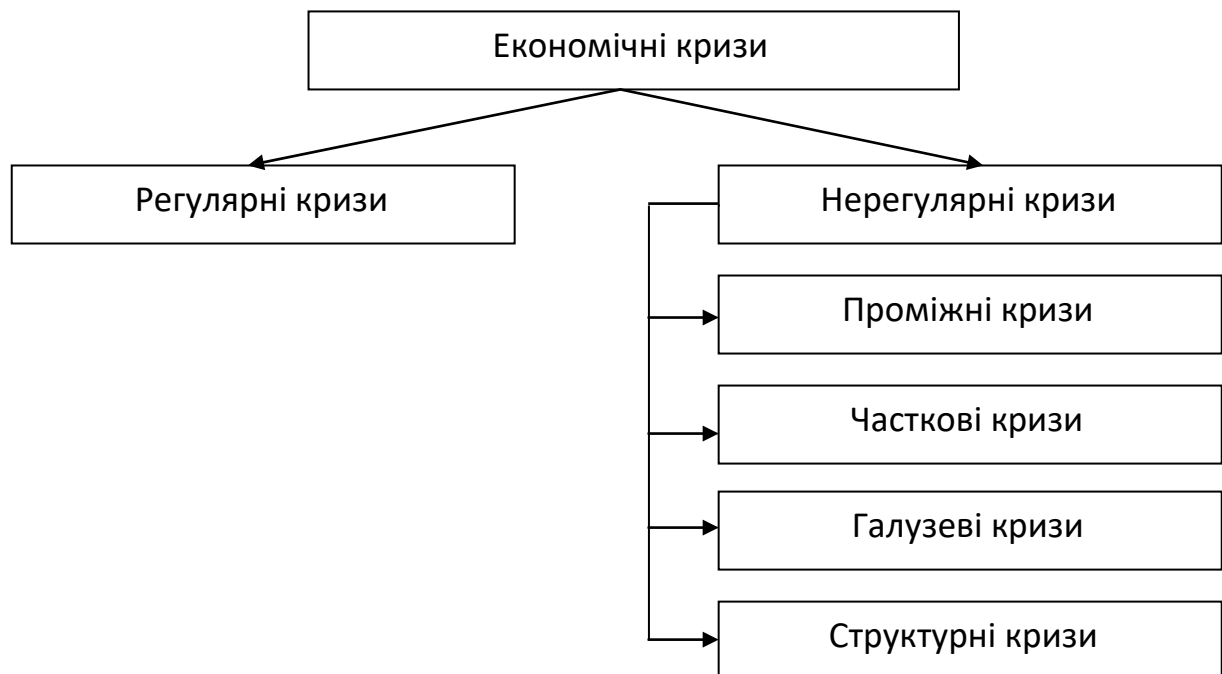 Економічні кризи
Регулярні кризи
Нерегулярні кризи
Проміжні кризи
Часткові кризи
Галузеві кризи
Структурні кризи